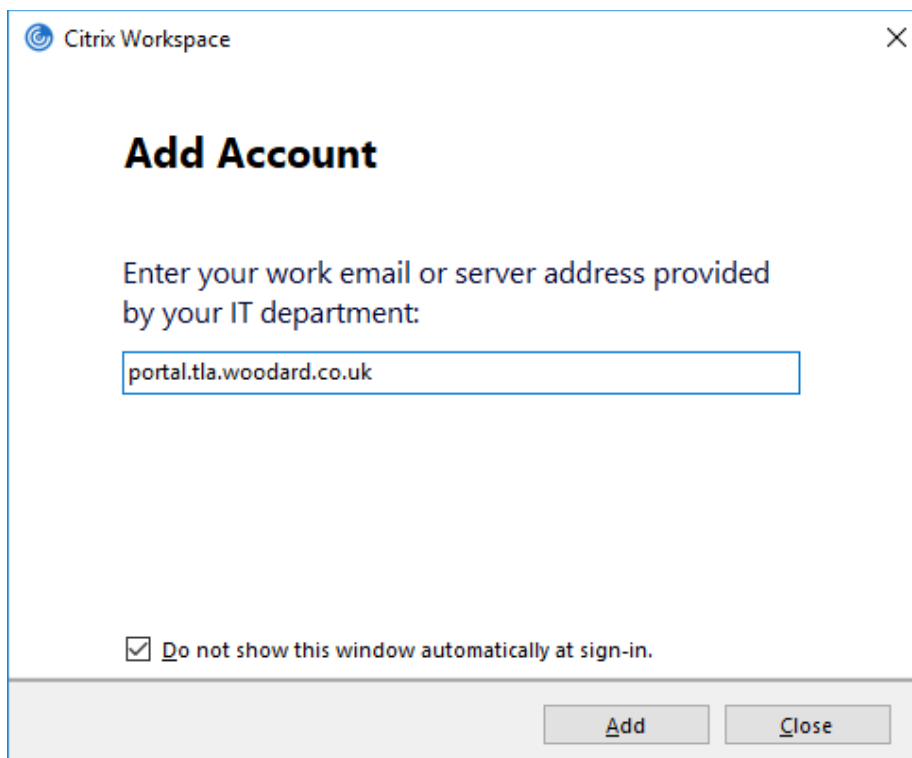 Citrix Workspace
Add Account
Enter your work email or server address provided
by your IT department:
portal.tla.woodard.co.uk
Do not show this window automatically at sign-in.
Add Close